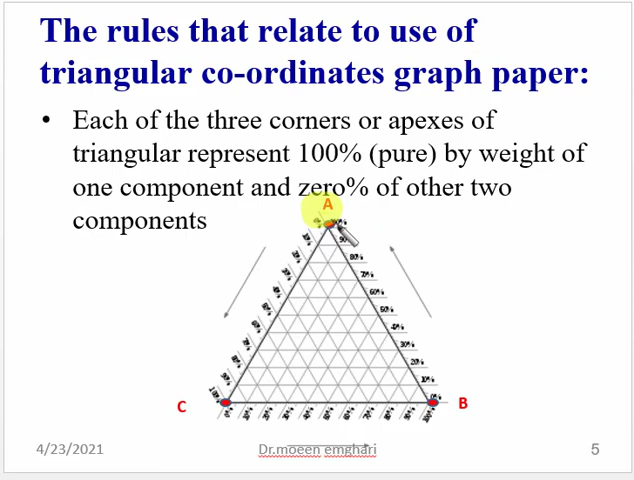 The rules that relate to use of
triangular co-ordinates graph paper:
• Each of the three corners or apexes of
triangular represent 100% (pure) by weight of
one component and zero% of other two
components
A
90
80%
70%
60%
50%
40%
30%
20%
10%
0%
C
B
4/23/2021
Dr.moeen emghari
5